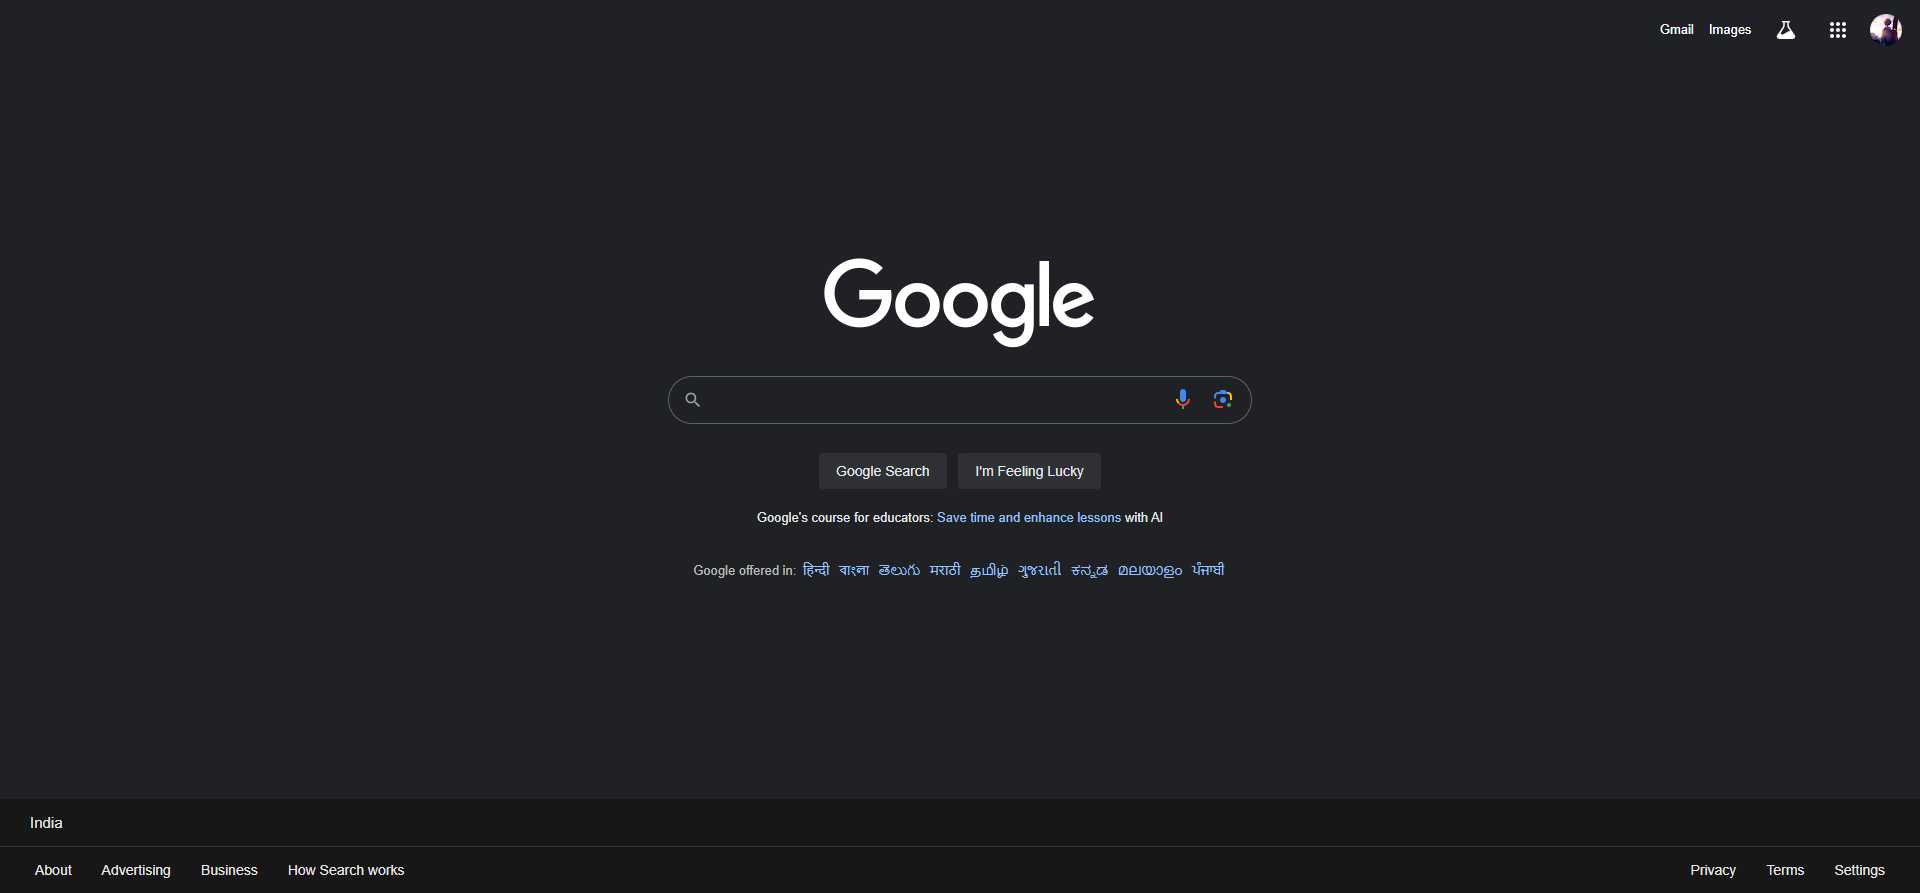 Gmail Images
Google
Google Search I'm Feeling Lucky
Google's course for educators: Save time and enhance lessons with AI
Google offered in: हिन्दी বাংলা తెలుగు मराठी தமிழ் ગુજરાતી ಕನ್ನಡ മലയാളം ਪੰਜਾਬੀ
India
About Advertising Business How Search works Privacy Terms Settings